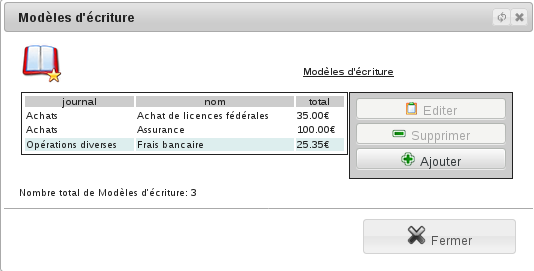 Modèles d'écriture
Modèles d'écriture
journal nom total
Achats Achat de licences fédérales 35.00€
Achats Assurance 100.00€
Opérations diverses Frais bancaire 25.35€
Editer
Supprimer
Ajouter
Nombre total de Modèles d'écriture: 3
Fermer